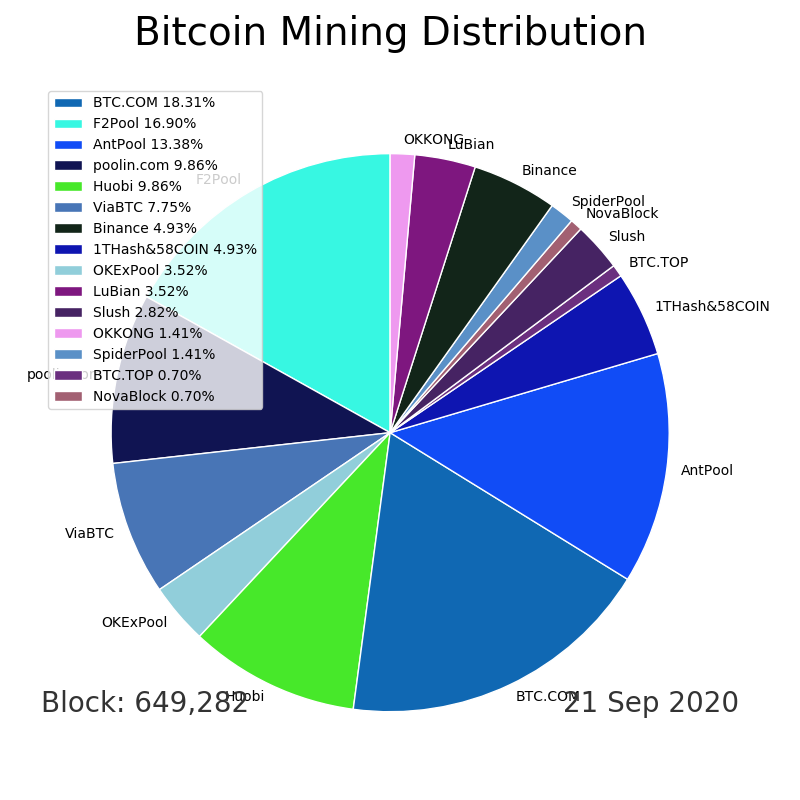 Bitcoin Mining Distribution
BTC.COM 18.31%
F2Pool 16.90%
AntPool 13.38%
poolin.com 9.86%
Huobi 9.86%
ViaBTC 7.75%
Binance 4.93%
1THash&58COIN 4.93%
OKExPool 3.52%
LuBian 3.52%
Slush 2.82%
OKKONG 1.41%
SpiderPool 1.41%
BTC.TOP 0.70%
NovaBlock 0.70%
OKKONG
LuBian
Binance
F2Pool
SpiderPool
NovaBlock
Slush
BTC.TOP
1THash&58COIN
poolin.com
AntPool
ViaBTC
OKExPool
Huobi
BTC.COM
Block: 649,282
21 Sep 2020